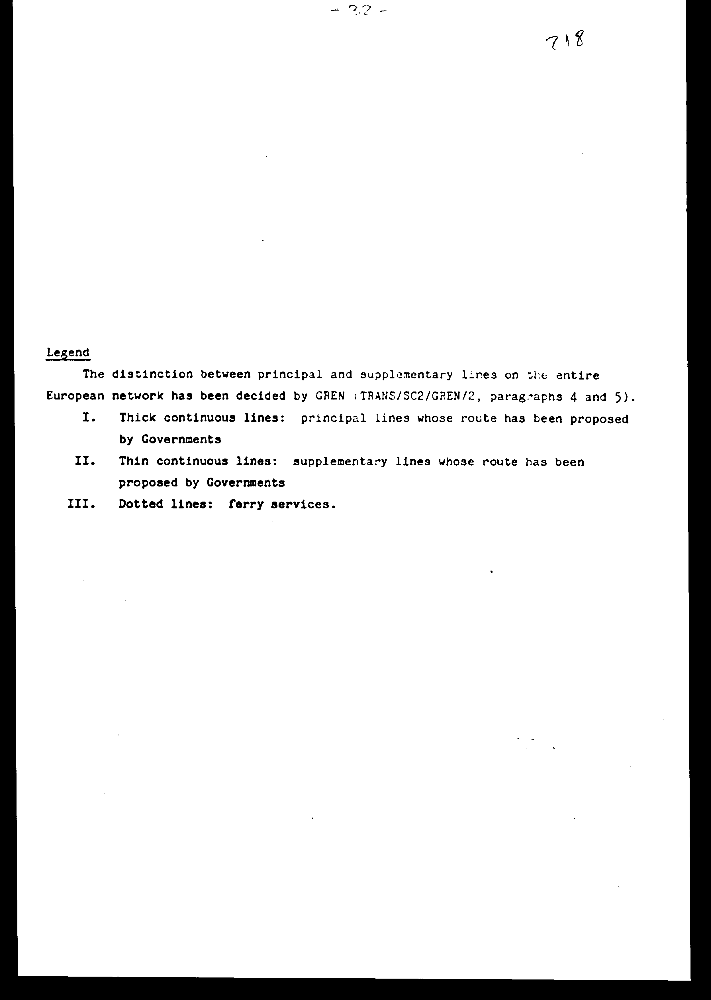 - 32 -
218
Legend
The distinction between principal and supplementary lines on the entire
European network has been decided by GREN (TRANS/SC2/GREN/2, paragraphs 4 and 5).
I. Thick continuous lines: principal lines whose route has been proposed
by Governments
II. Thin continuous lines: supplementary lines whose route has been
proposed by Governments
III. Dotted lines: ferry services.